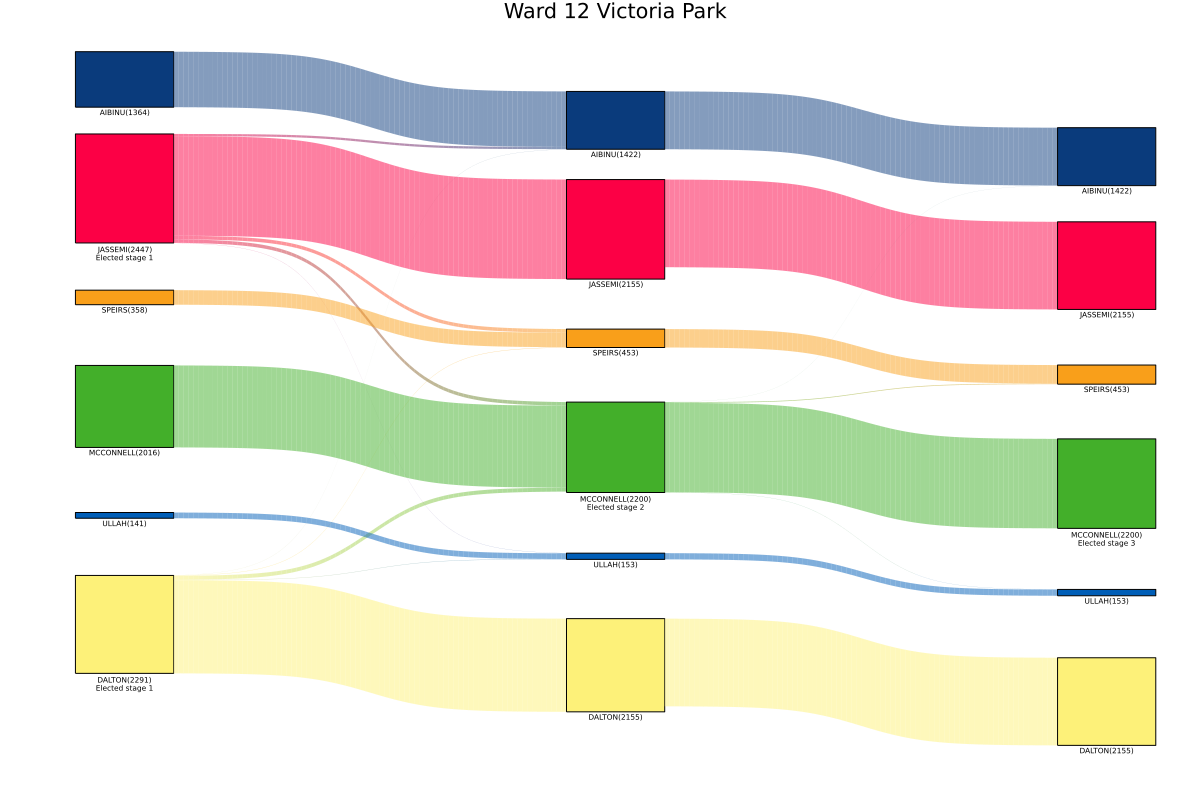 Ward 12 Victoria Park
AIBINU(1364)
JASSEMI(2447)
Elected stage 1
SPEIRS(358)
MCCONNELL(2016)
ULLAH(141)
DALTON(2291)
Elected stage 1
AIBINU(1422)
JASSEMI(2155)
SPEIRS(453)
MCCONNELL(2200)
Elected stage 2
ULLAH(153)
DALTON(2155)
AIBINU(1422)
JASSEMI(2155)
SPEIRS(453)
MCCONNELL(2200)
Elected stage 3
ULLAH(153)
DALTON(2155)